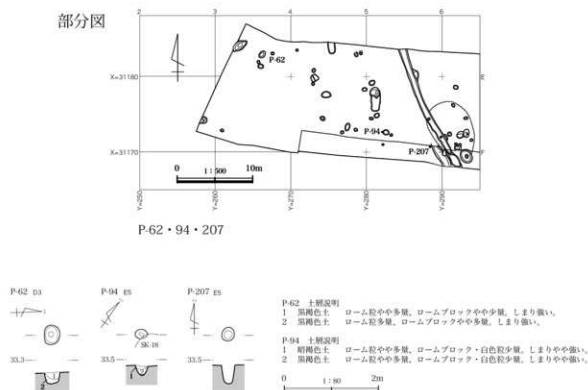 部分図
2 3 4 5 6
X=31180
X=31170
E
F
P-62
P-94
P-207
0 1：500 10m
Y=250 Y=260 Y=270 Y=280 Y=290
P-62・94・207
P-62 D3
P-94 E5
P-207 E5
SK-18
33.3
33.5
33.5
P-62 土層説明
1 黒褐色土 ローム粒やや多量、ロームブロックやや少量。しまり強い。
2 黒褐色土 ローム粒多量、ロームブロックやや多量。しまり強い。
P-94 土層説明
1 暗褐色土 ローム粒やや多量、ロームブロック・白色粒少量。しまりやや強い。
2 黒褐色土 ローム粒やや多量、ロームブロック・白色粒少量。しまりやや強い。
0 1：80 2m